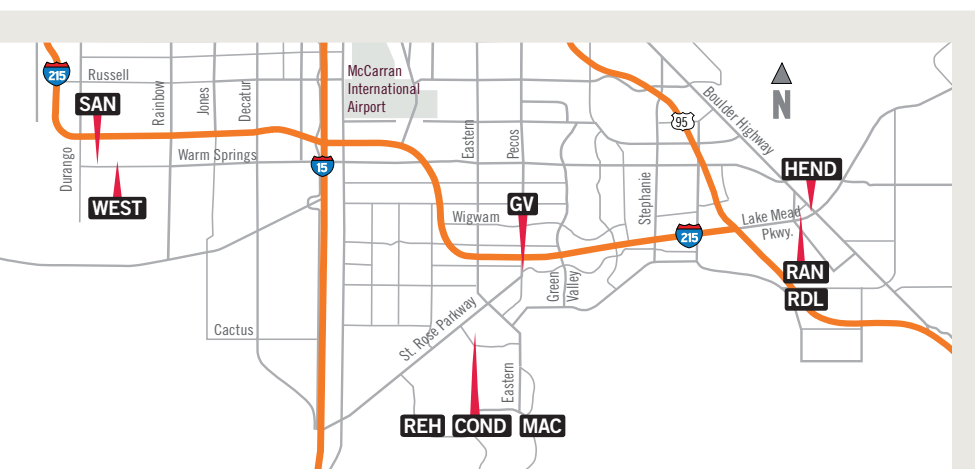 215
Russell
SAN
Durango
Rainbow
Jones
Decatur
McCarran
International
Airport
Warm Springs
WEST
15
Eastern
Pecos
Wigwam
GV
95
Boulder Highway
N
HEND
Stephanie
Lake Mead
Pkwy.
215
RAN
RDL
Green
Valley
Cactus
St. Rose Parkway
Eastern
REH COND MAC